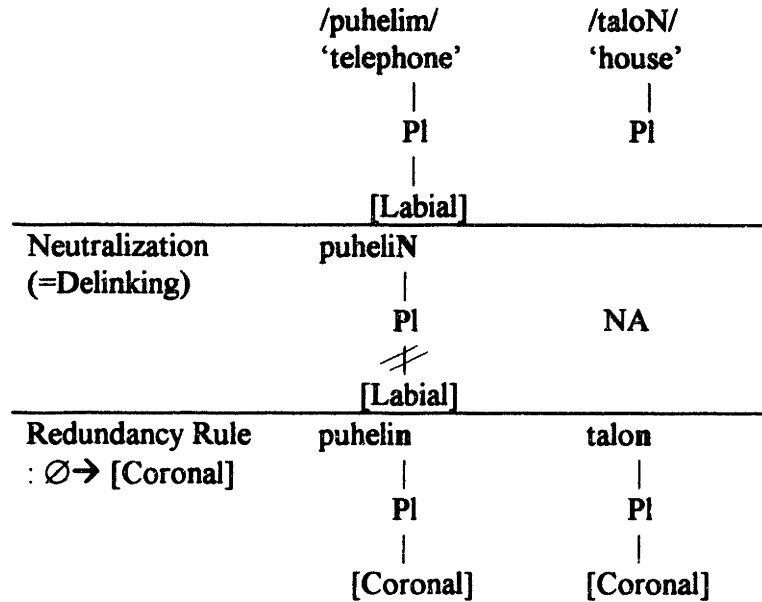 /puhelim/ /taloN/
‘telephone’ ‘house’
Pl Pl
[Labial]
Neutralization puheliN
(=Delinking)
Pl NA
[Labial]
Redundancy Rule puhelin talon
: ∅→ [Coronal]
Pl Pl
[Coronal] [Coronal]